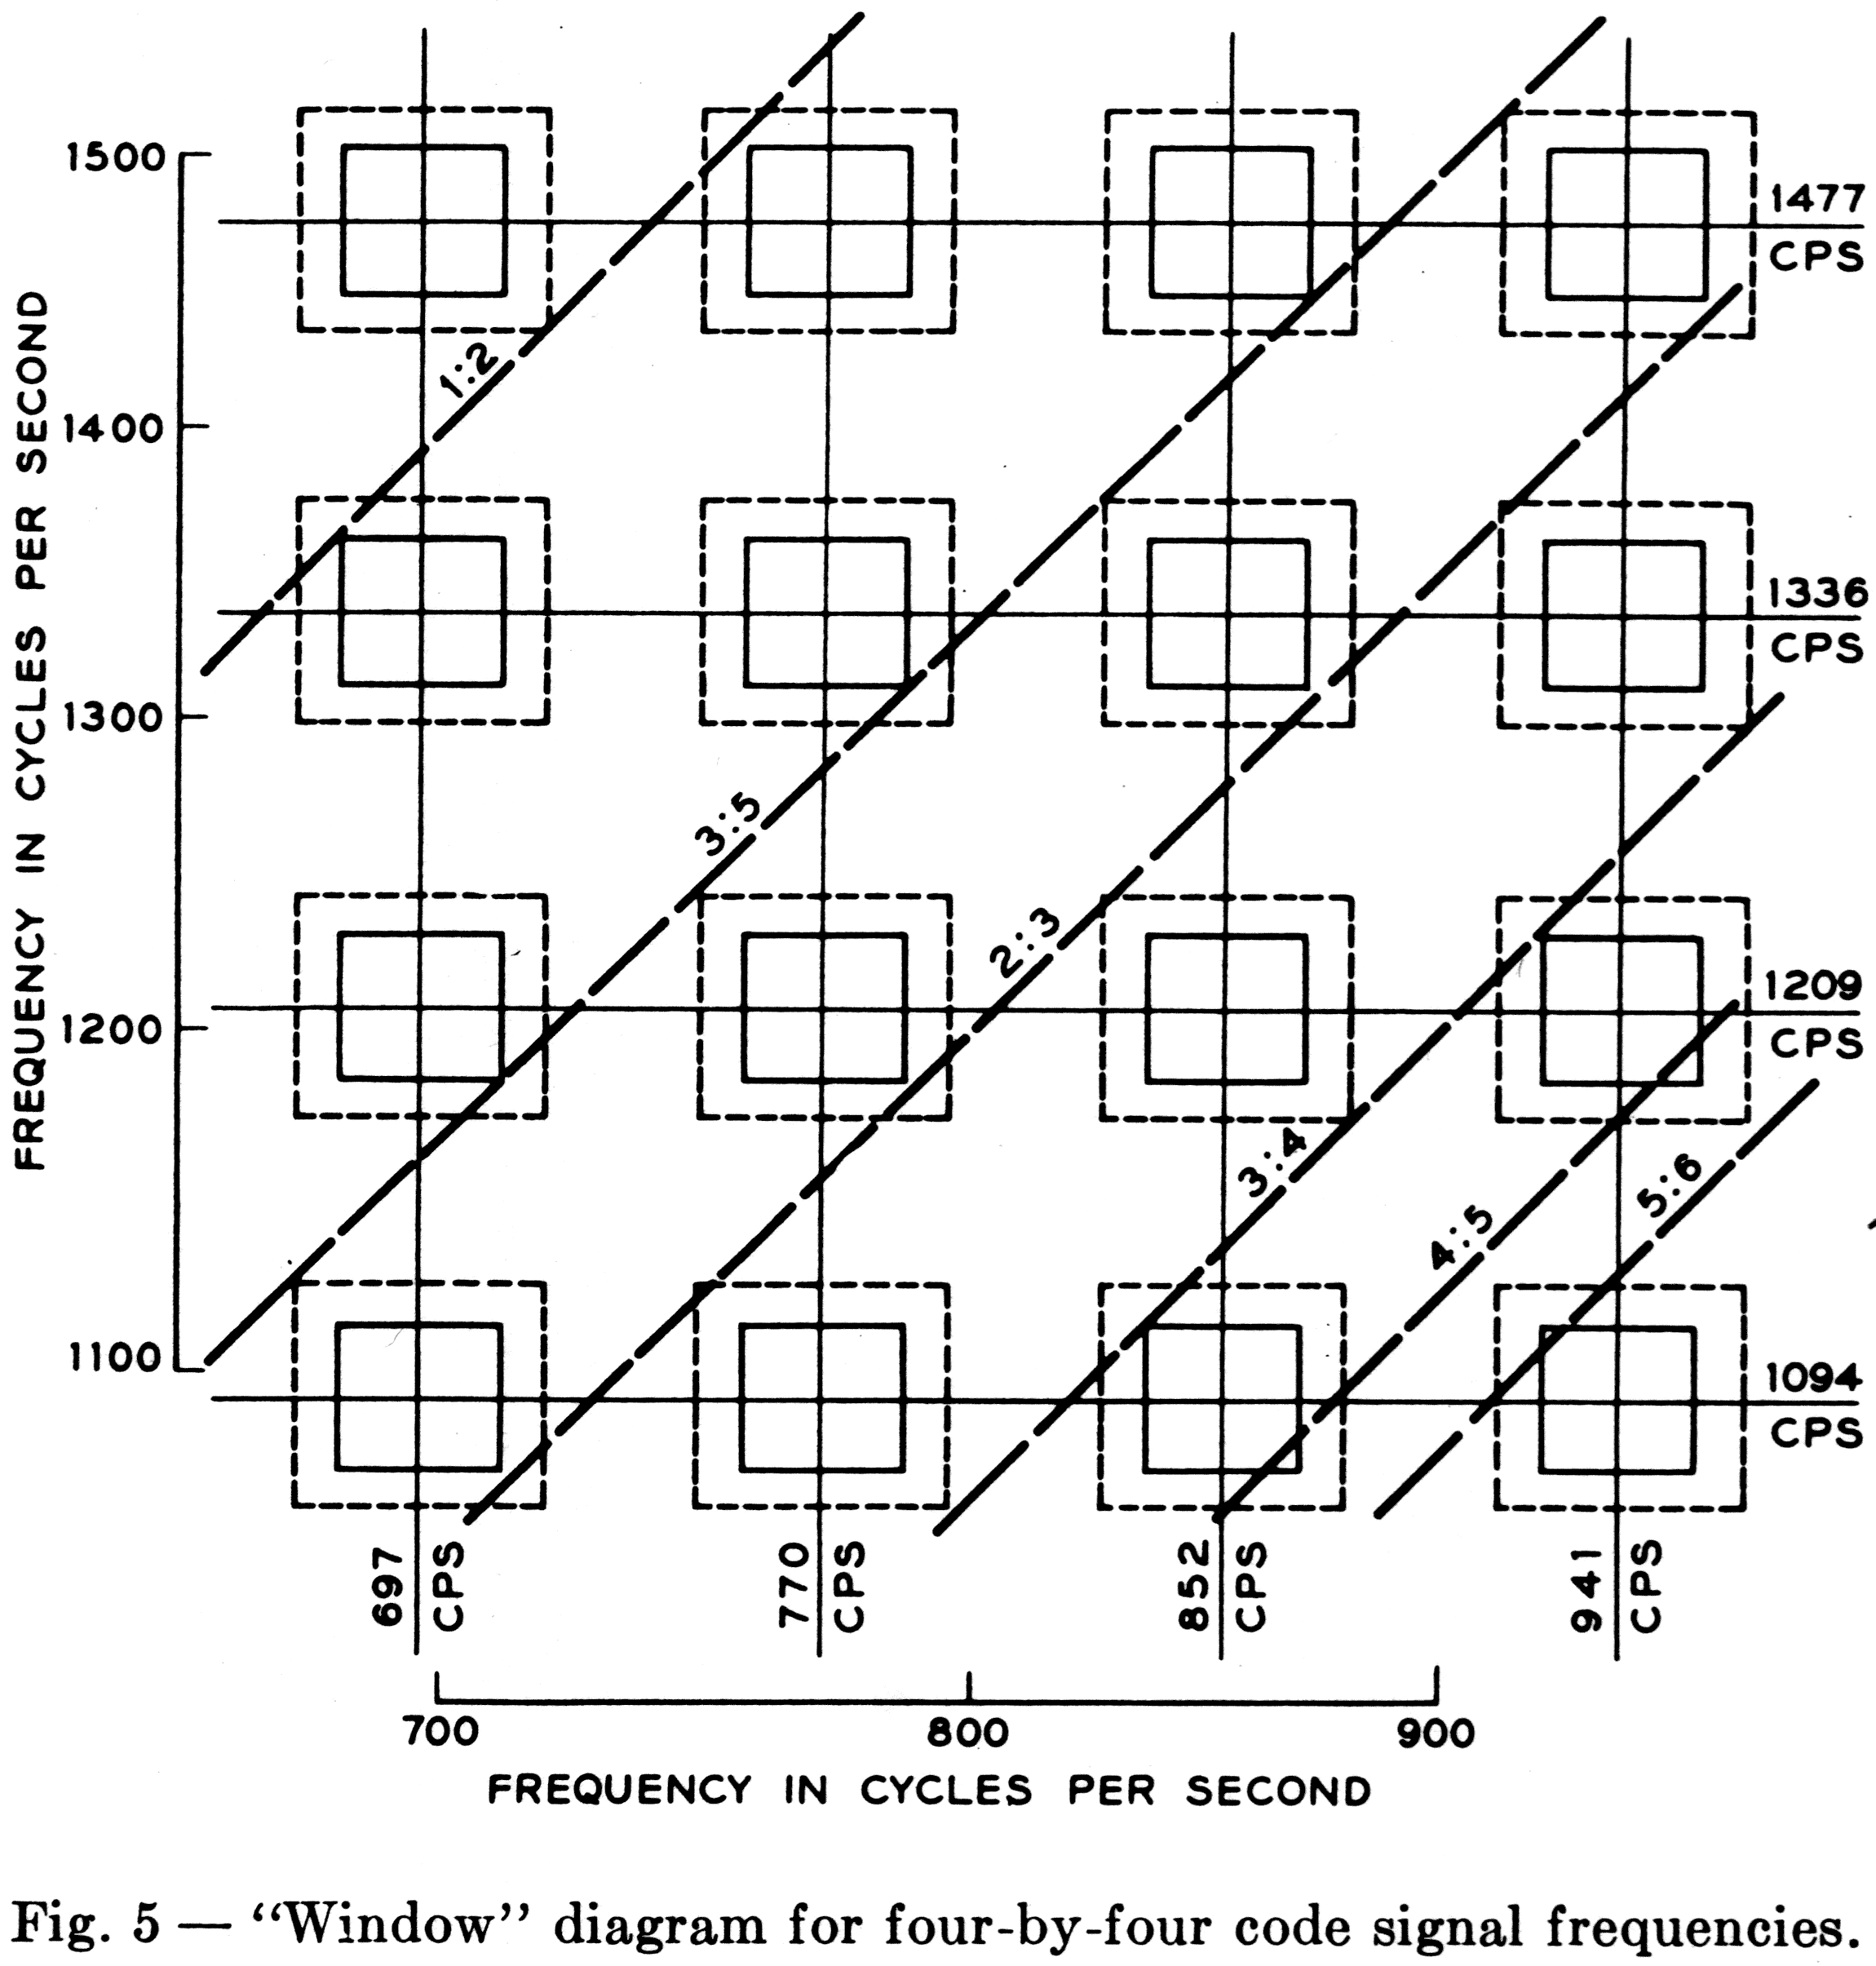 1500
1400
1300
1200
1100
FREQUENCY IN CYCLES PER SECOND
1:2
3:5
2:3
3:4
4:5
5:6
1477
CPS
1336
CPS
1209
CPS
1094
CPS
697
CPS
770
CPS
852
CPS
941
CPS
700 800 900
FREQUENCY IN CYCLES PER SECOND
Fig. 5 — “Window” diagram for four-by-four code signal frequencies.